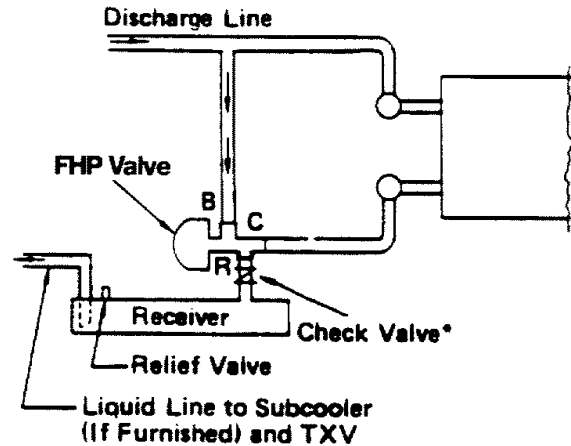 Discharge Line
FHP Valve
B
C
R
Receiver
Check Valve*
Relief Valve
Liquid Line to Subcooler
(If Furnished) and TXV